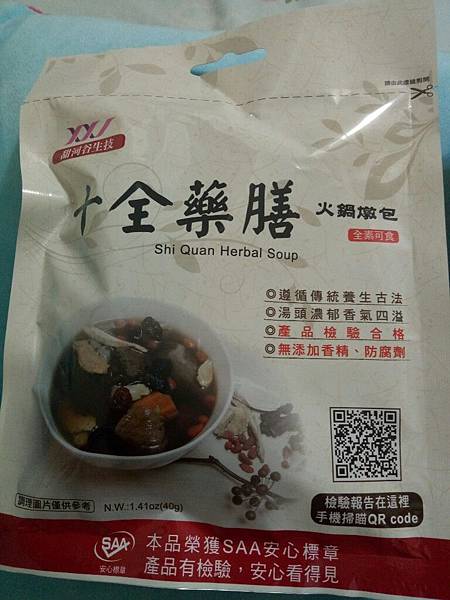 請由此虛線剪開
甜河谷生技
十全藥膳
火鍋燉包
Shi Quan Herbal Soup
全素可食
◎遵循傳統養生古法
◎湯頭濃郁香氣四溢
◎產品檢驗合格
◎無添加香精、防腐劑
調理圖片僅供參考
N.W.:1.41oz(40g)
檢驗報告在這裡
手機掃瞄QR code
SAA
安心標章
本品榮獲SAA安心標章
產品有檢驗，安心看得見